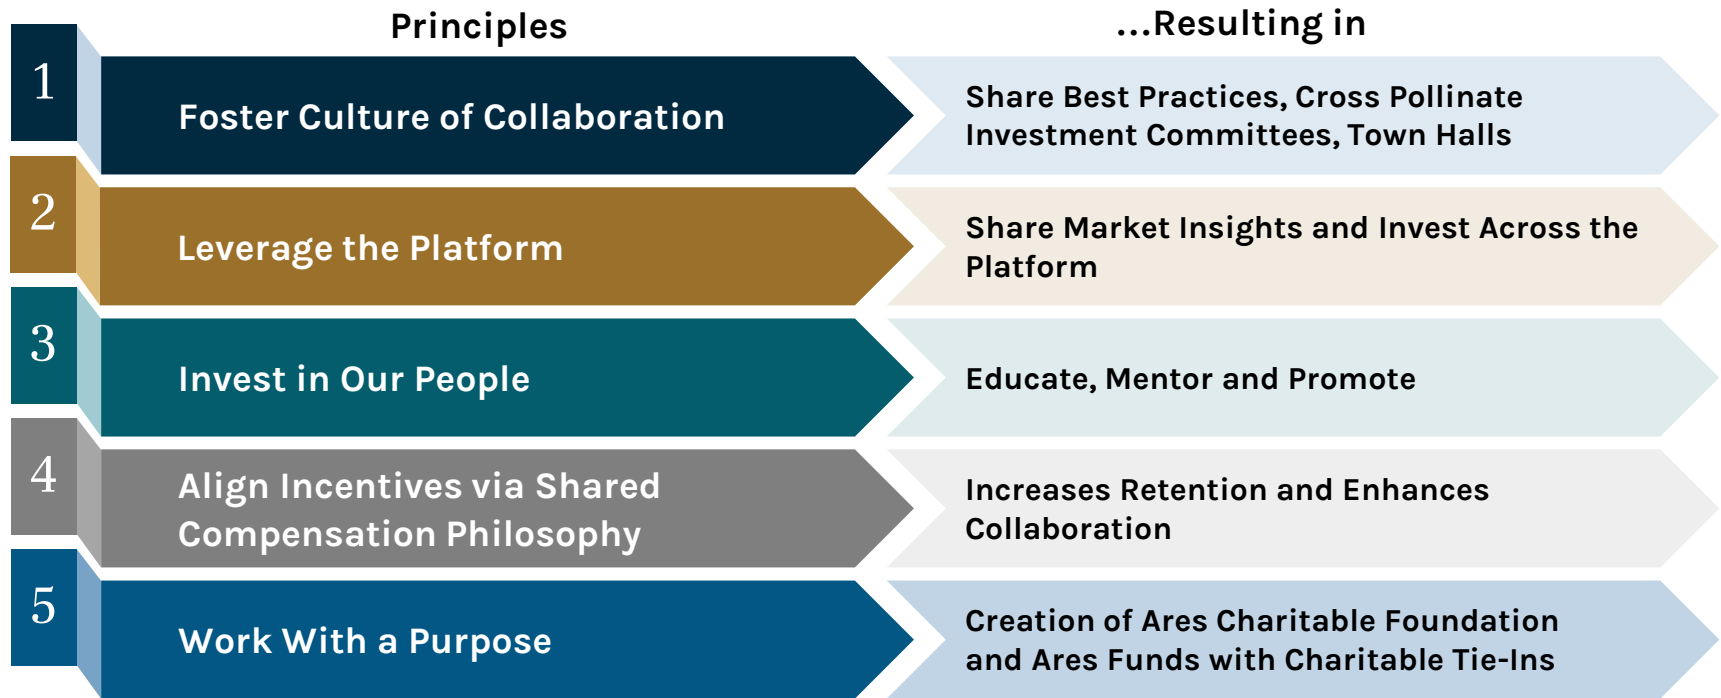 Principles
...Resulting in
1
Foster Culture of Collaboration
Share Best Practices, Cross Pollinate
Investment Committees, Town Halls
2
Leverage the Platform
Share Market Insights and Invest Across the
Platform
3
Invest in Our People
Educate, Mentor and Promote
4
Align Incentives via Shared
Compensation Philosophy
Increases Retention and Enhances
Collaboration
5
Work With a Purpose
Creation of Ares Charitable Foundation
and Ares Funds with Charitable Tie-Ins